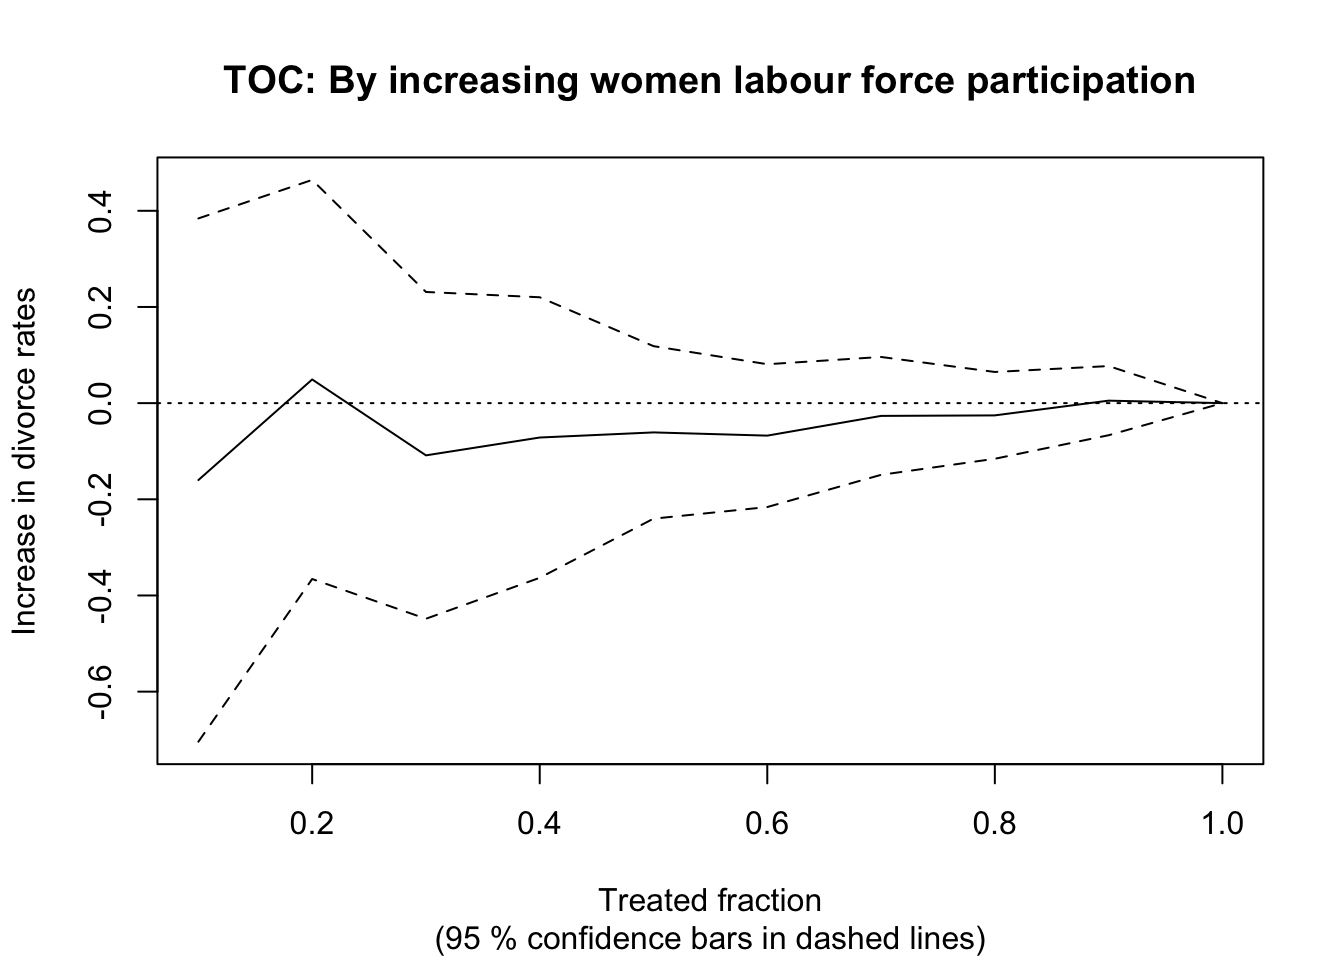 TOC: By increasing women labour force participation
Increase in divorce rates
0.4
0.2
0.0
-0.2
-0.4
-0.6
0.2
0.4
0.6
0.8
1.0
Treated fraction
(95 % confidence bars in dashed lines)